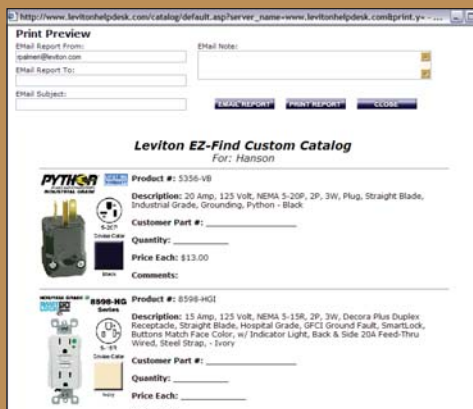 http://www.levitonhelpdesk.com/catalog/default.asp?server_name=www.levitonhelpdesk.com&print.y= - ...
Print Preview
EMail Report From:
rpalmeri@leviton.com
EMail Note:
EMail Report To:
EMail Subject:
EMAIL REPORT PRINT REPORT CLOSE
Leviton EZ-Find Custom Catalog
For: Hanson
PYTHON
INDUSTRIAL GRADE
5-20P
Device Color
Black
Product #: 5356-VB
Description: 20 Amp, 125 Volt, NEMA 5-20P, 2P, 3W, Plug, Straight Blade,
Industrial Grade, Grounding, Python - Black
Customer Part #:
Quantity:
Price Each: $13.00
Comments:
8598-HG
Series
5-15R
Device Color
Ivory
Product #: 8598-HGI
Description: 15 Amp, 125 Volt, NEMA 5-15R, 2P, 3W, Decora Plus Duplex
Receptacle, Straight Blade, Hospital Grade, GFCI Ground Fault, SmartLock,
Buttons Match Face Color, w/ Indicator Light, Back & Side 20A Feed-Thru
Wired, Steel Strap, - Ivory
Customer Part #:
Quantity:
Price Each: